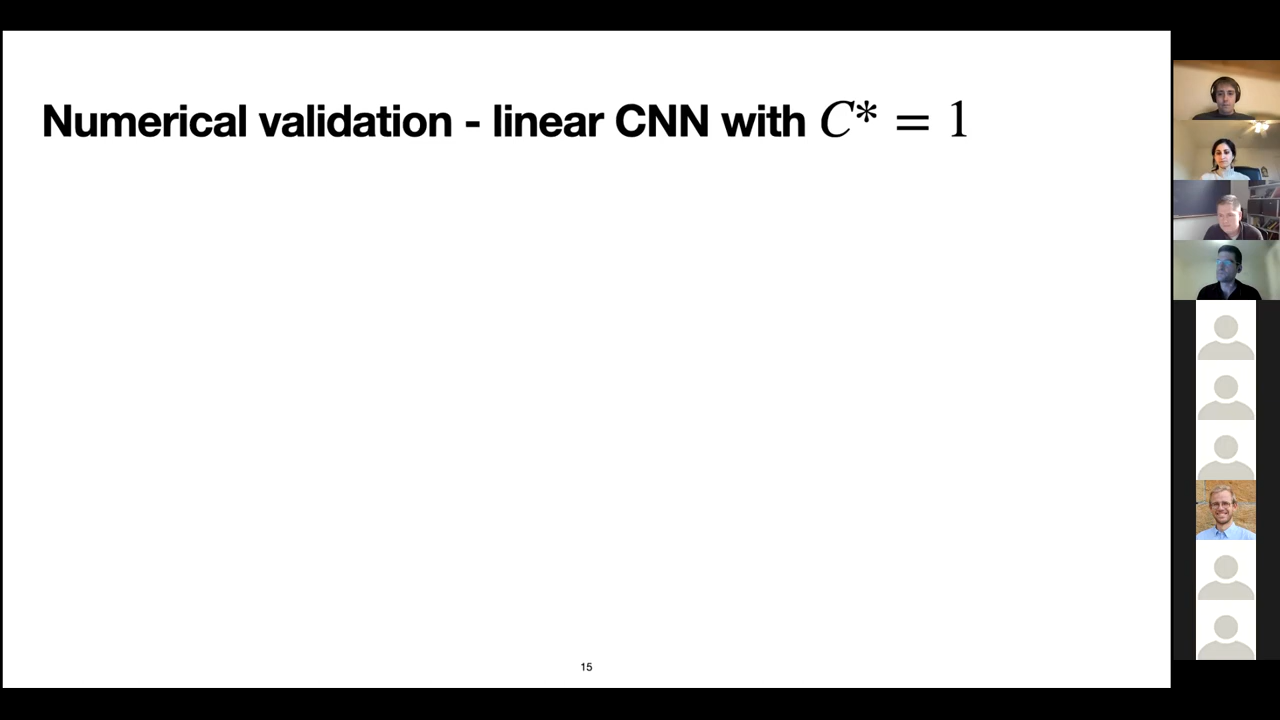 Numerical validation - linear CNN with C* = 1
15